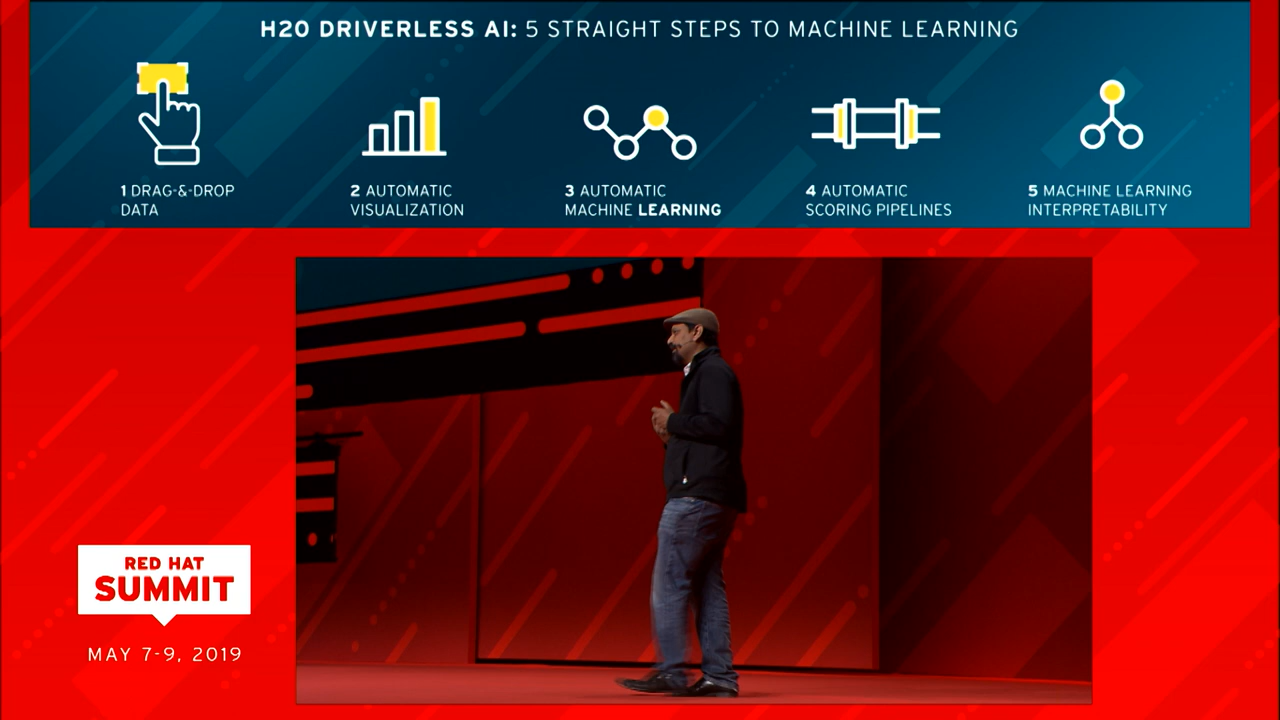 H2O DRIVERLESS AI: 5 STRAIGHT STEPS TO MACHINE LEARNING
1 DRAG-&-DROP
DATA
2 AUTOMATIC
VISUALIZATION
3 AUTOMATIC
MACHINE LEARNING
4 AUTOMATIC
SCORING PIPELINES
5 MACHINE LEARNING
INTERPRETABILITY
RED HAT
SUMMIT
MAY 7-9, 2019